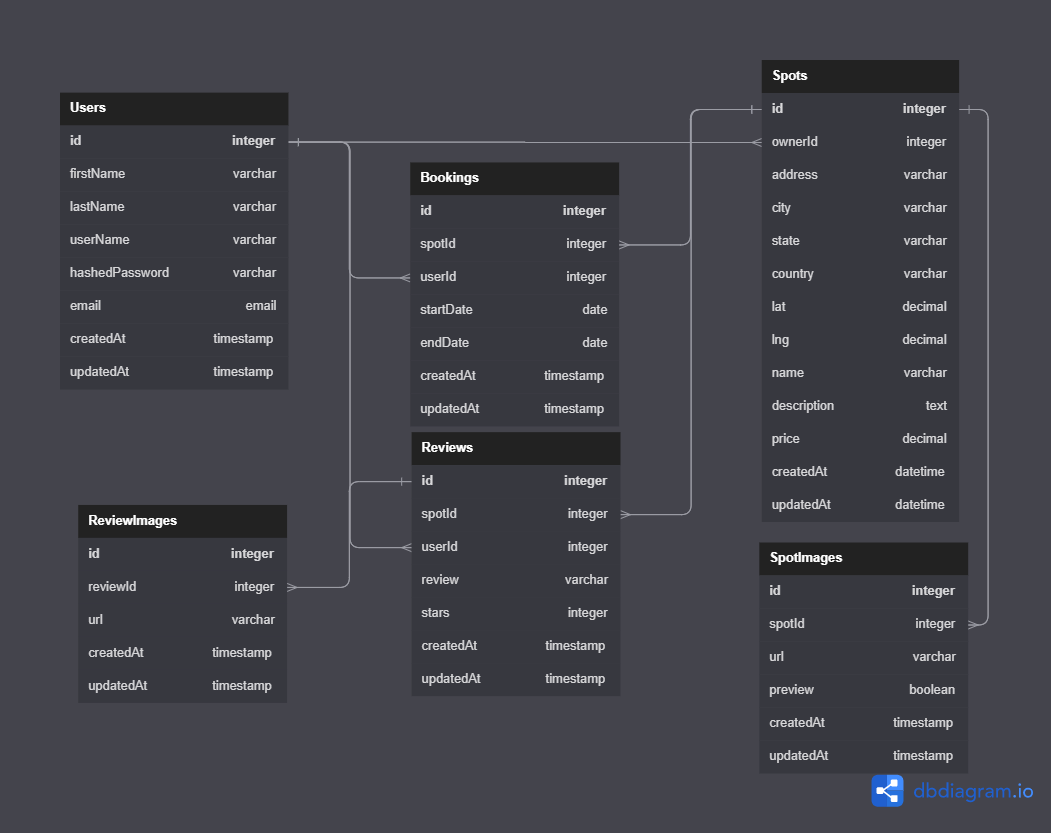 Users
id integer
firstName varchar
lastName varchar
userName varchar
hashedPassword varchar
email email
createdAt timestamp
updatedAt timestamp
Bookings
id integer
spotId integer
userId integer
startDate date
endDate date
createdAt timestamp
updatedAt timestamp
Spots
id integer
ownerId integer
address varchar
city varchar
state varchar
country varchar
lat decimal
lng decimal
name varchar
description text
price decimal
createdAt datetime
updatedAt datetime
ReviewImages
id integer
reviewId integer
url varchar
createdAt timestamp
updatedAt timestamp
Reviews
id integer
spotId integer
userId integer
review varchar
stars integer
createdAt timestamp
updatedAt timestamp
SpotImages
id integer
spotId integer
url varchar
preview boolean
createdAt timestamp
updatedAt timestamp
dbdiagram.io